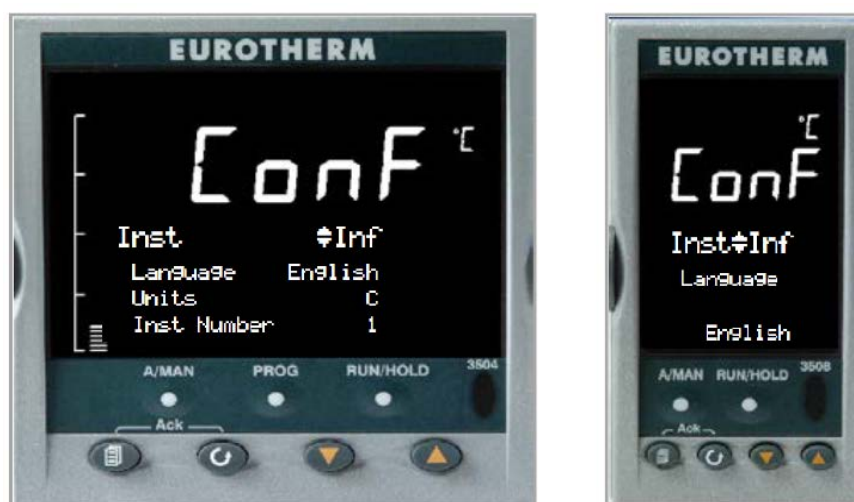 EUROTHERM
ConF °C
Inst Inf
Language English
Units C
Inst Number 1
A/MAN PROG RUN/HOLD 3504
Ack
EUROTHERM
°C
ConF
Inst Inf
Language
English
A/MAN RUN/HOLD 3508
Ack